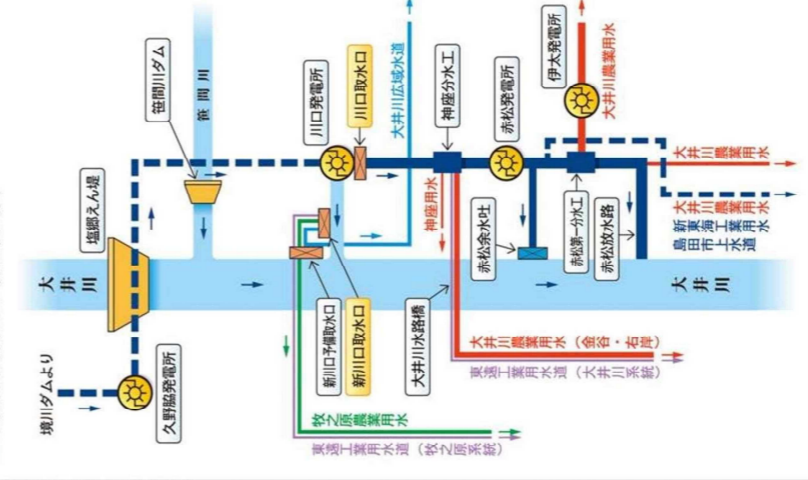 笹間川ダム
笹間川
塩郷えん堤
大井川
境川ダムより
久野脇発電所
川口発電所
川口取水口
大井川広域水道
神座分水工
赤松発電所
伊太発電所
大井川農業用水
神座用水
赤松余水吐
赤松第一分水工
赤松放水路
大井川農業用水
大井川農業用水
新東海工業用水
島田市上水道
新川口予備取水口
新川口取水口
大井川水路橋
大井川
大井川農業用水（金谷・右岸）
東遠工業用水道（大井川系統）
牧之原農業用水
東遠工業用水道（牧之原系統）